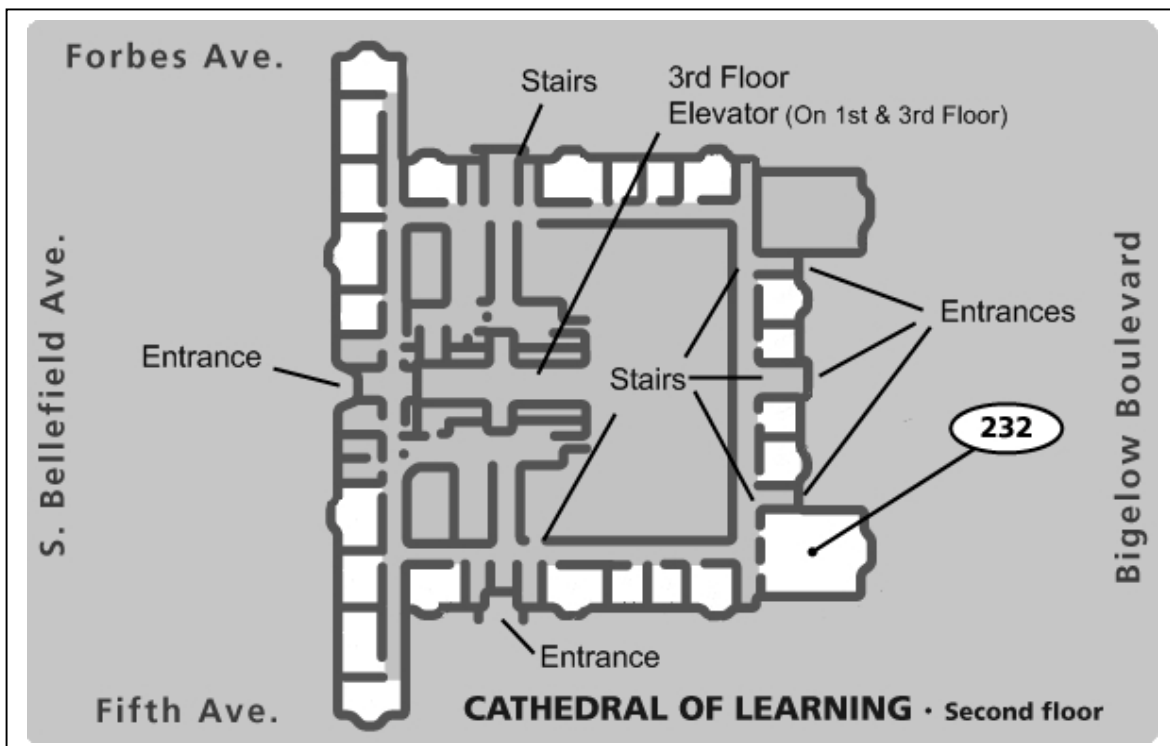 Forbes Ave.
Stairs
3rd Floor
Elevator (On 1st & 3rd Floor)
S. Bellefield Ave.
Entrance
Stairs
Entrances
Bigelow Boulevard
232
Entrance
Fifth Ave.
CATHEDRAL OF LEARNING · Second floor